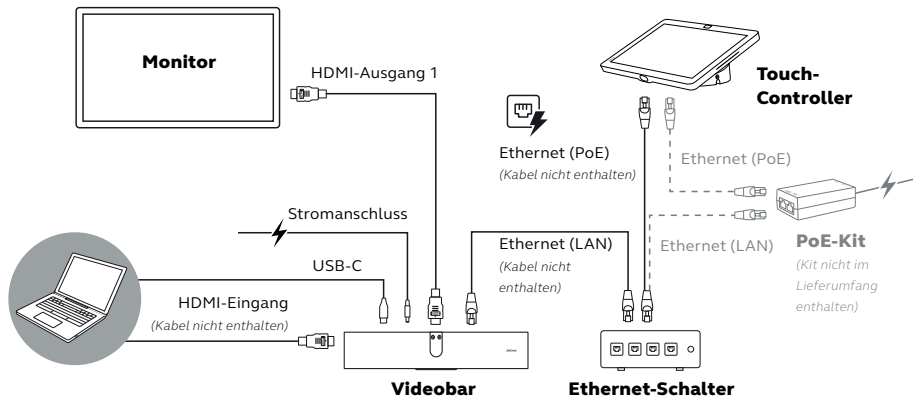 Monitor
HDMI-Ausgang 1
Touch-
Controller
Ethernet (PoE)
(Kabel nicht enthalten)
Ethernet (PoE)
Stromanschluss
Ethernet (LAN)
(Kabel nicht
enthalten)
Ethernet (LAN)
PoE-Kit
(Kit nicht im
Lieferumfang
enthalten)
USB-C
HDMI-Eingang
(Kabel nicht enthalten)
Jabra
Videobar
Ethernet-Schalter